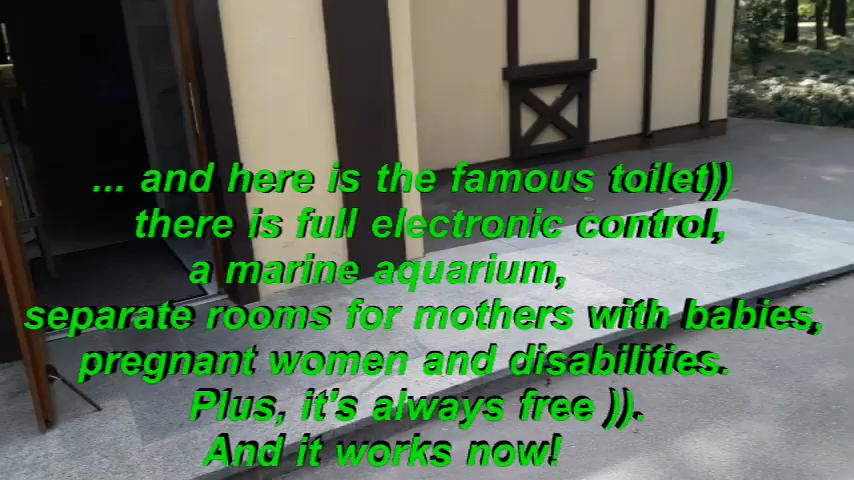 ... and here is the famous toilet))
there is full electronic control,
a marine aquarium,
separate rooms for mothers with babies,
pregnant women and disabilities.
Plus, it's always free )).
And it works now!